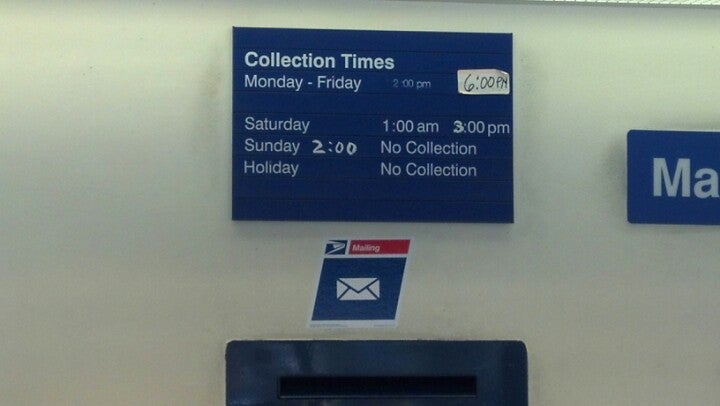 Collection Times
Monday - Friday 2:00 pm 6:00PM
Saturday 1:00 am 3:00 pm
Sunday 2:00 No Collection
Holiday No Collection
Ma
Mailing